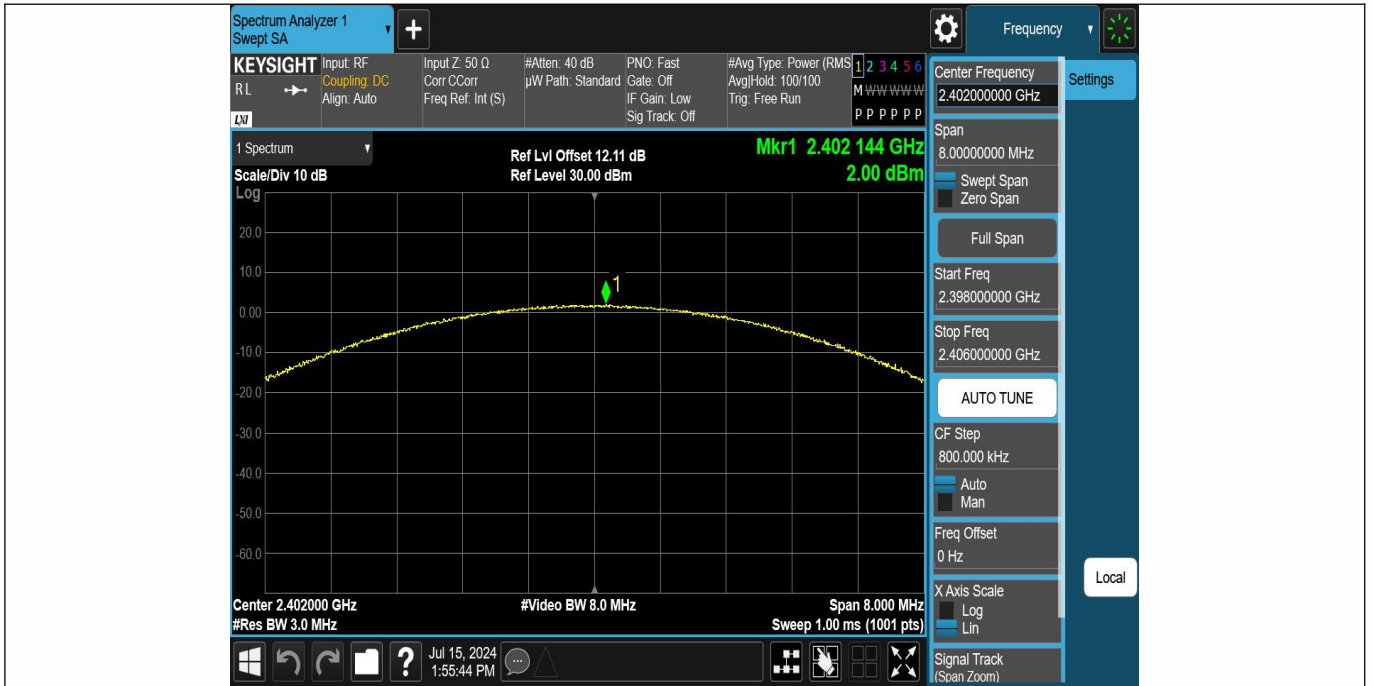 Spectrum Analyzer 1
Swept SA
+
Frequency
KEYSIGHT
RL
LXI
Input: RF
Coupling: DC
Align: Auto
Input Z: 50 Ω
Corr CCorr
Freq Ref: Int (S)
#Atten: 40 dB
µW Path: Standard
PNO: Fast
Gate: Off
IF Gain: Low
Sig Track: Off
#Avg Type: Power (RMS
Avg|Hold: 100/100
Trig: Free Run
1 2 3 4 5 6
M W W W W W
P P P P P P
1 Spectrum
Scale/Div 10 dB
Ref Lvl Offset 12.11 dB
Ref Level 30.00 dBm
Mkr1 2.402 144 GHz
2.00 dBm
Log
20.0
10.0
0.00
-10.0
-20.0
-30.0
-40.0
-50.0
-60.0
1
Center 2.402000 GHz
#Res BW 3.0 MHz
#Video BW 8.0 MHz
Span 8.000 MHz
Sweep 1.00 ms (1001 pts)
Center Frequency
2.402000000 GHz
Settings
Span
8.00000000 MHz
Swept Span
Zero Span
Full Span
Start Freq
2.398000000 GHz
Stop Freq
2.406000000 GHz
AUTO TUNE
CF Step
800.000 kHz
Auto
Man
Freq Offset
0 Hz
X Axis Scale
Log
Lin
Local
Signal Track
(Span Zoom)
?
Jul 15, 2024
1:55:44 PM